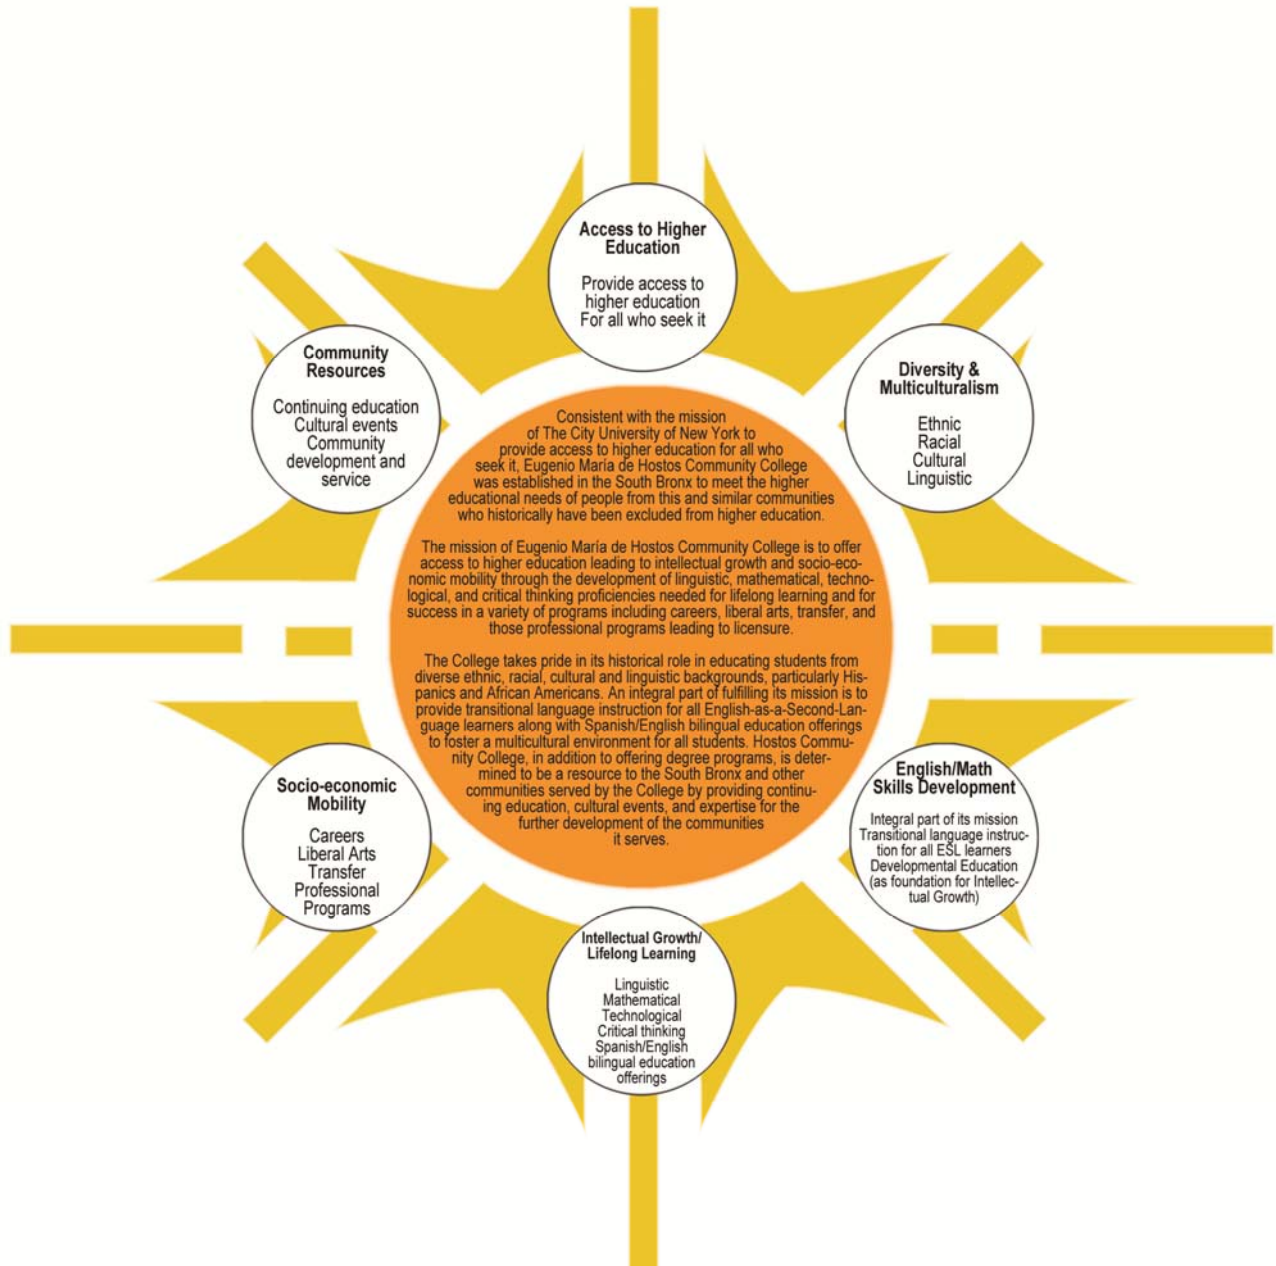 Access to Higher
Education
Provide access to
higher education
For all who seek it
Community
Resources
Continuing education
Cultural events
Community
development and
service
Diversity &
Multiculturalism
Ethnic
Racial
Cultural
Linguistic
Consistent with the mission
of The City University of New York to
provide access to higher education for all who
seek it, Eugenio María de Hostos Community College
was established in the South Bronx to meet the higher
educational needs of people from this and similar communities
who historically have been excluded from higher education.
The mission of Eugenio María de Hostos Community College is to offer
access to higher education leading to intellectual growth and socio-eco-
nomic mobility through the development of linguistic, mathematical, techno-
logical, and critical thinking proficiencies needed for lifelong learning and for
success in a variety of programs including careers, liberal arts, transfer, and
those professional programs leading to licensure.
The College takes pride in its historical role in educating students from
diverse ethnic, racial, cultural and linguistic backgrounds, particularly His-
panics and African Americans. An integral part of fulfilling its mission is to
provide transitional language instruction for all English-as-a-Second-Lan-
guage learners along with Spanish/English bilingual education offerings
to foster a multicultural environment for all students. Hostos Commu-
nity College, in addition to offering degree programs, is deter-
mined to be a resource to the South Bronx and other
communities served by the College by providing continu-
ing education, cultural events, and expertise for the
further development of the communities
it serves.
Socio-economic
Mobility
Careers
Liberal Arts
Transfer
Professional
Programs
English/Math
Skills Development
Integral part of its mission
Transitional language instruc-
tion for all ESL learners
Developmental Education
(as foundation for Intellec-
tual Growth)
Intellectual Growth/
Lifelong Learning
Linguistic
Mathematical
Technological
Critical thinking
Spanish/English
bilingual education
offerings